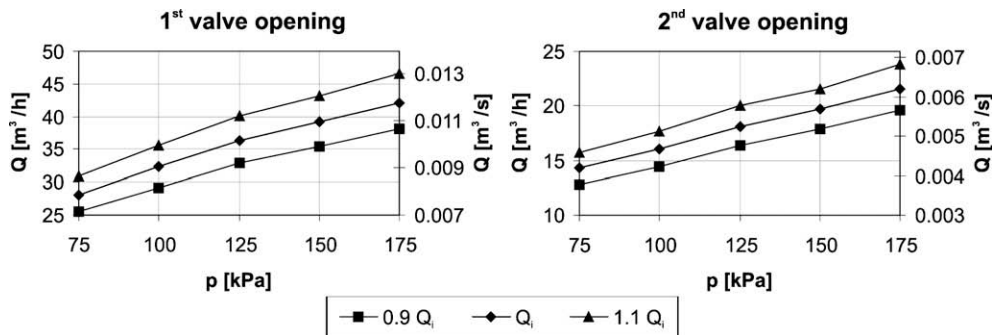 1st valve opening
Q [m³/h]
50
45
40
35
30
25
0.013
0.011
0.009
0.007
Q [m³/s]
75 100 125 150 175
p [kPa]
2nd valve opening
Q [m³/h]
25
20
15
10
0.007
0.006
0.005
0.004
0.003
Q [m³/s]
75 100 125 150 175
p [kPa]
0.9 Qi Qi 1.1 Qi